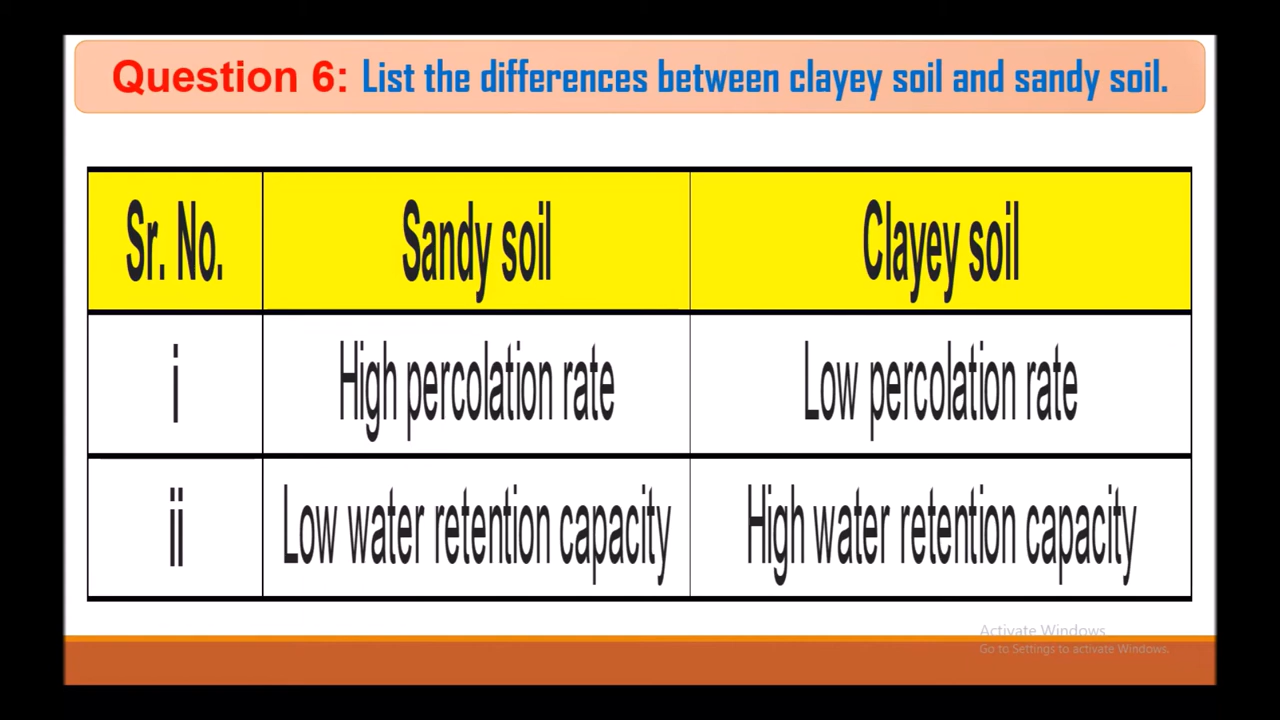 Question 6: List the differences between clayey soil and sandy soil.
Sr. No. Sandy soil Clayey soil
i High percolation rate Low percolation rate
ii Low water retention capacity High water retention capacity
Activate Windows
Go to Settings to activate Windows.